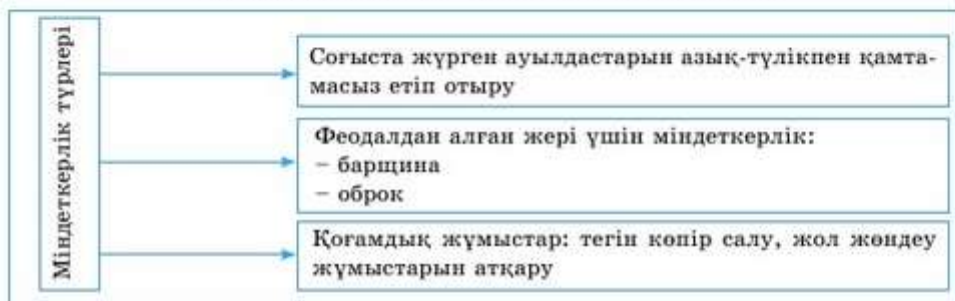 Міндеткерлік түрлері
Соғыста жүрген ауылдастарын азық-түлікпен қамта-
масыз етіп отыру
Феодалдан алған жері үшін міндеткерлік:
– барщина
– оброк
Қоғамдық жұмыстар: тегін көпір салу, жол жөндеу
жұмыстарын атқару